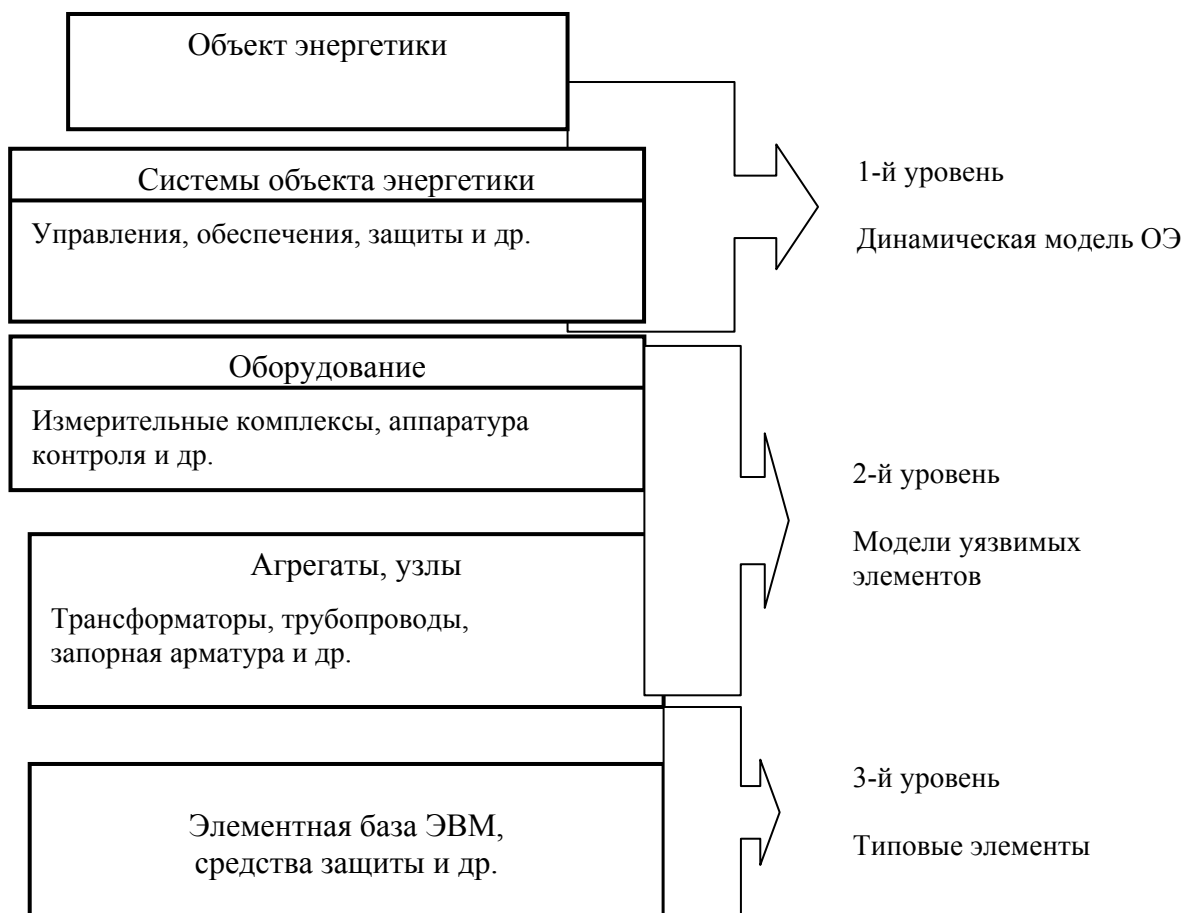 Объект энергетики
Системы объекта энергетики
Управления, обеспечения, защиты и др.
1-й уровень
Динамическая модель ОЭ
Оборудование
Измерительные комплексы, аппаратура
контроля и др.
Агрегаты, узлы
Трансформаторы, трубопроводы,
запорная арматура и др.
2-й уровень
Модели уязвимых
элементов
Элементная база ЭВМ,
средства защиты и др.
3-й уровень
Типовые элементы